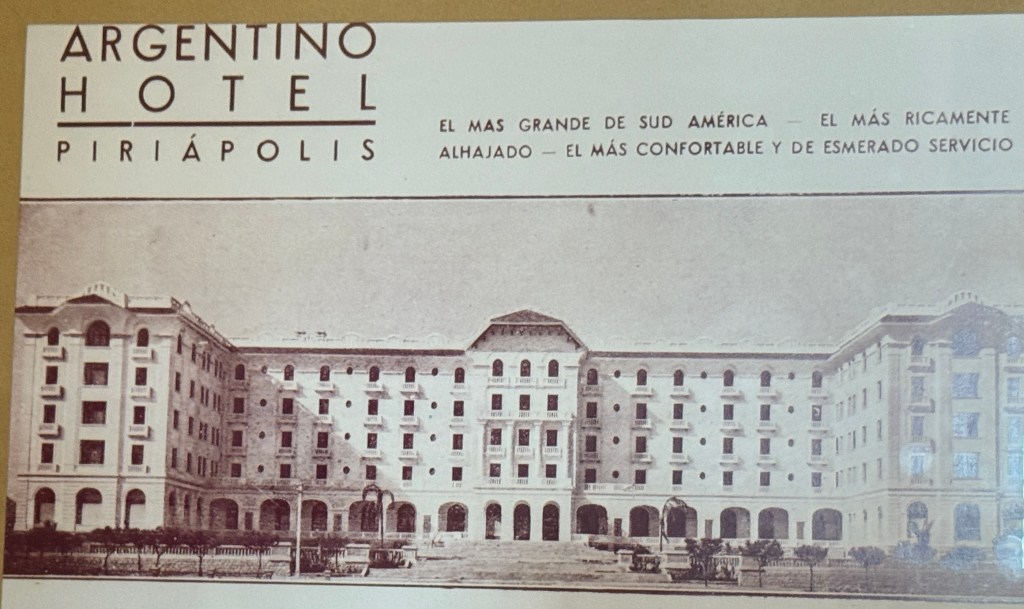 ARGENTINO
HOTEL
PIRIÁPOLIS
EL MAS GRANDE DE SUD AMÉRICA — EL MÁS RICAMENTE
ALHAJADO — EL MÁS CONFORTABLE Y DE ESMERADO SERVICIO